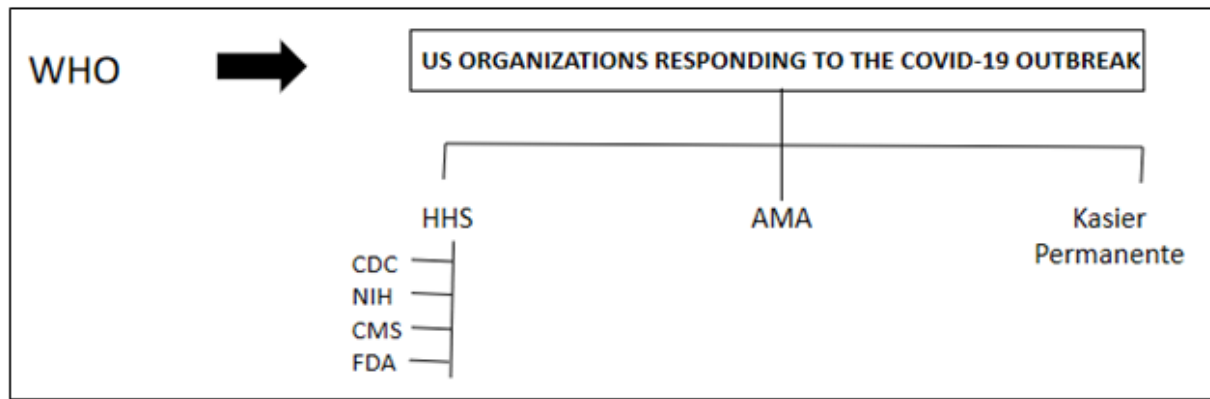 WHO
US ORGANIZATIONS RESPONDING TO THE COVID-19 OUTBREAK
HHS
AMA
Kasier
Permanente
CDC
NIH
CMS
FDA